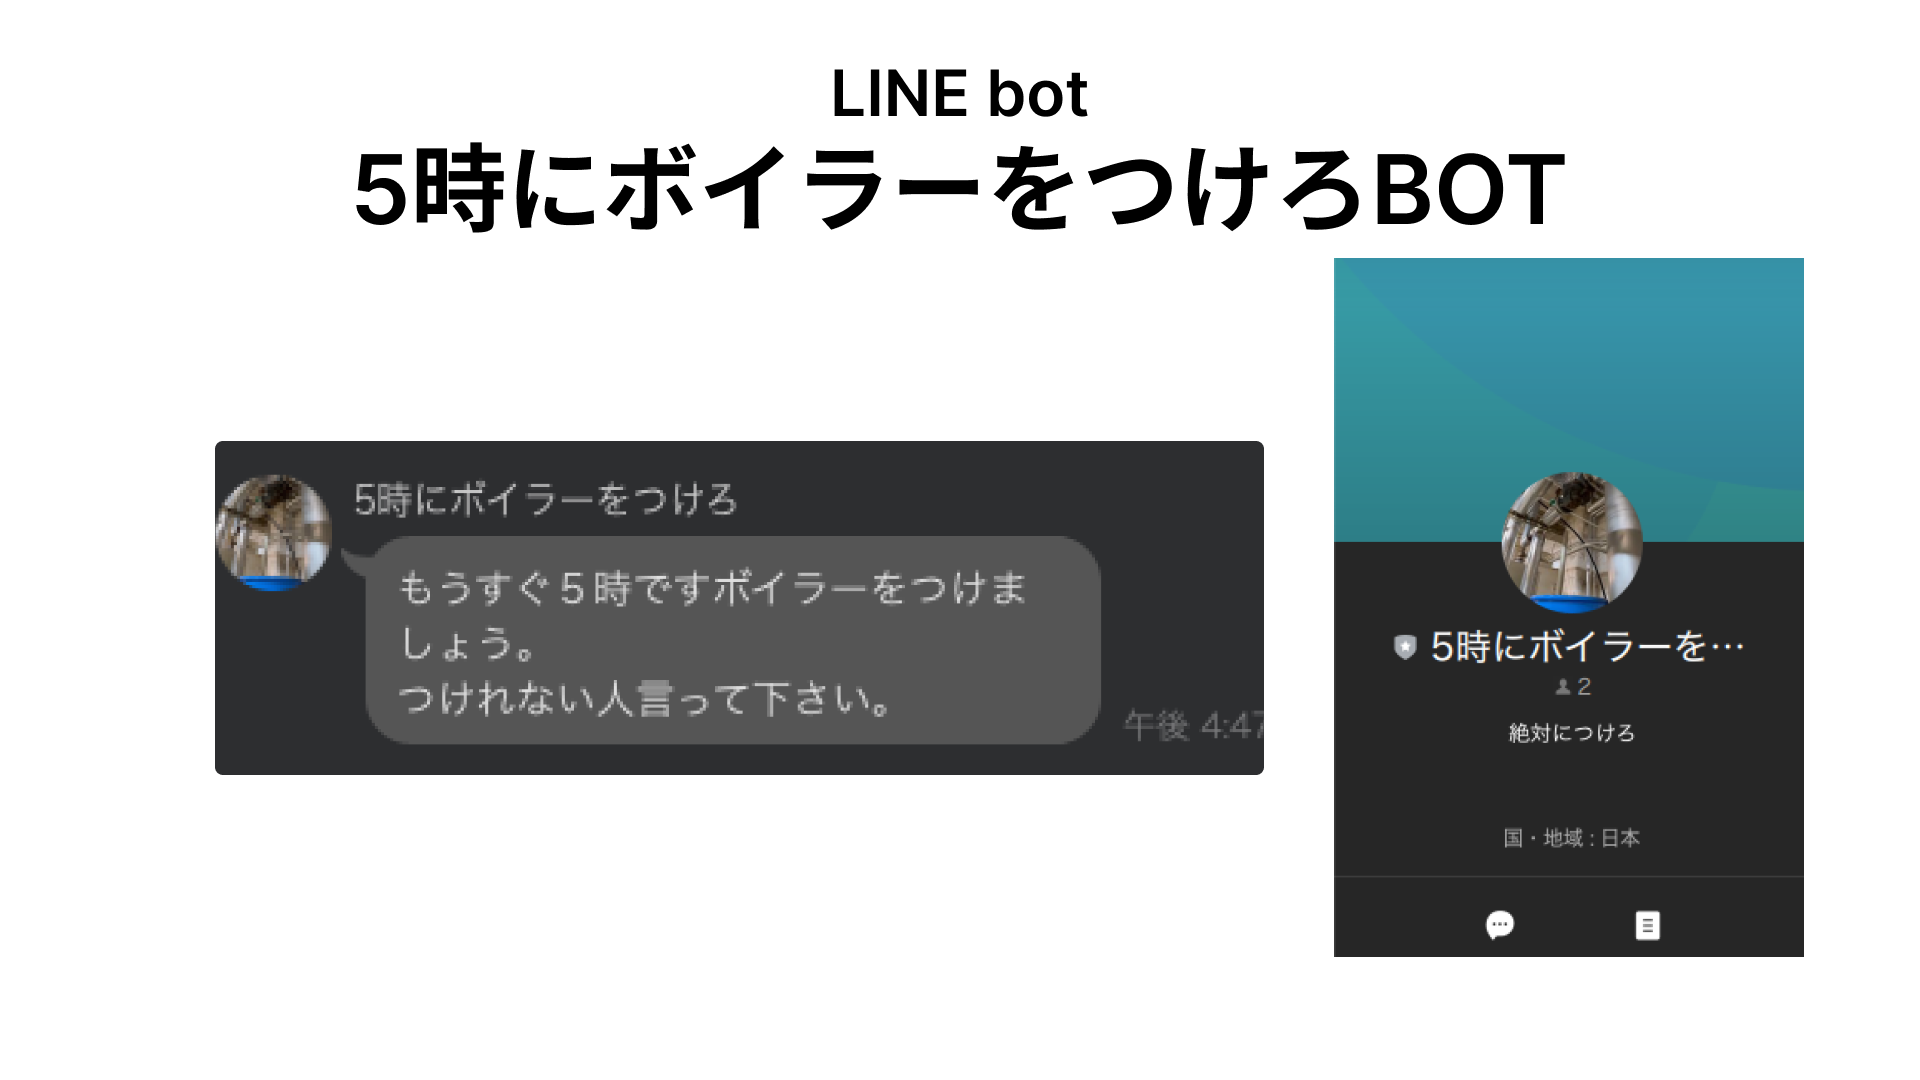 LINE bot
5時にボイラーをつけろBOT
5時にボイラーをつけろ
もうすぐ５時ですボイラーをつけま
しょう。
つけれない人言って下さい。
午後 4:47
5時にボイラーを…
2
絶対につけろ
国・地域 : 日本